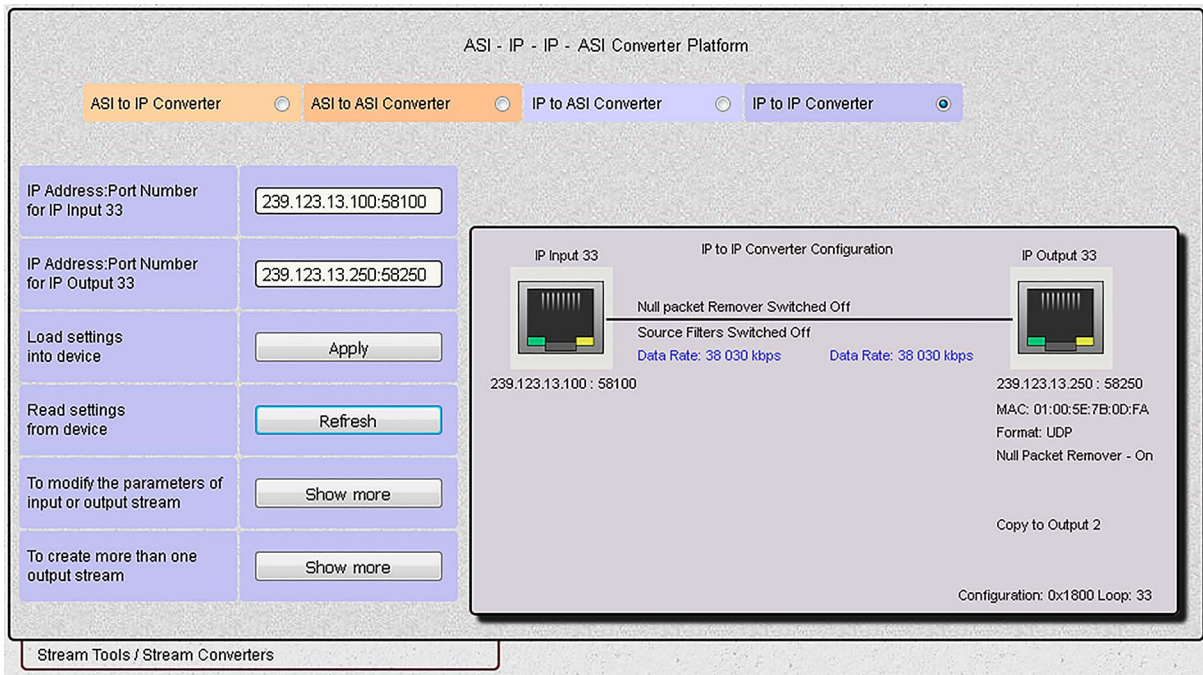 ASI - IP - IP - ASI Converter Platform
ASI to IP Converter
ASI to ASI Converter
IP to ASI Converter
IP to IP Converter
IP Address:Port Number
for IP Input 33
239.123.13.100:58100
IP Address:Port Number
for IP Output 33
239.123.13.250:58250
Load settings
into device
Apply
Read settings
from device
Refresh
To modify the parameters of
input or output stream
Show more
To create more than one
output stream
Show more
IP to IP Converter Configuration
IP Input 33
IP Output 33
Null packet Remover Switched Off
Source Filters Switched Off
Data Rate: 38 030 kbps
Data Rate: 38 030 kbps
239.123.13.100 : 58100
239.123.13.250 : 58250
MAC: 01:00:5E:7B:0D:FA
Format: UDP
Null Packet Remover - On
Copy to Output 2
Configuration: 0x1800 Loop: 33
Stream Tools / Stream Converters